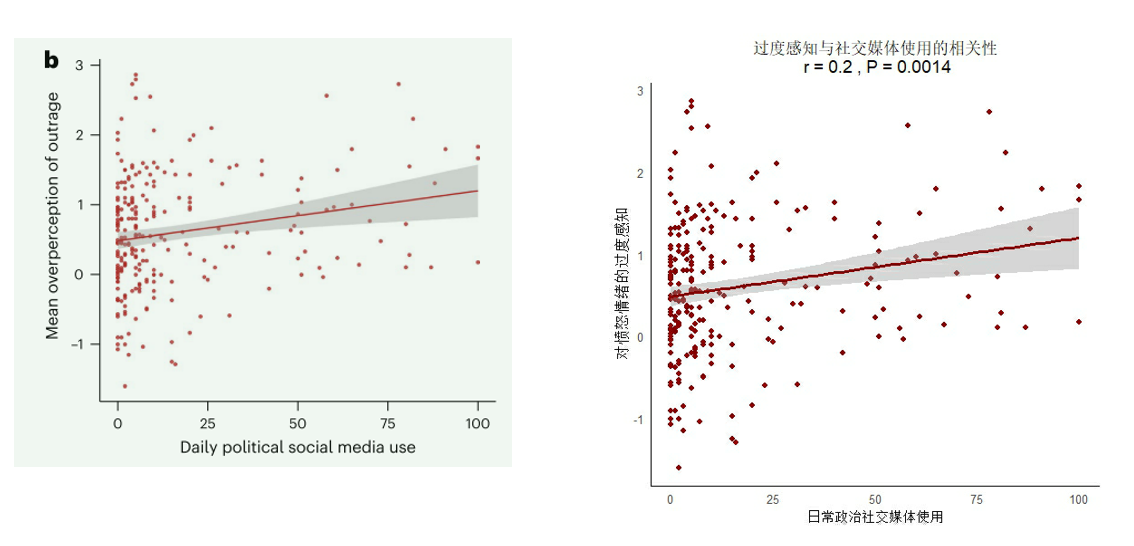 b
3
2
1
0
-1
Mean overperception of outrage
0 25 50 75 100
Daily political social media use
过度感知与社交媒体使用的相关性
r = 0.2 , P = 0.0014
3
2
1
0
-1
对愤怒情绪的过度感知
0 25 50 75 100
日常政治社交媒体使用